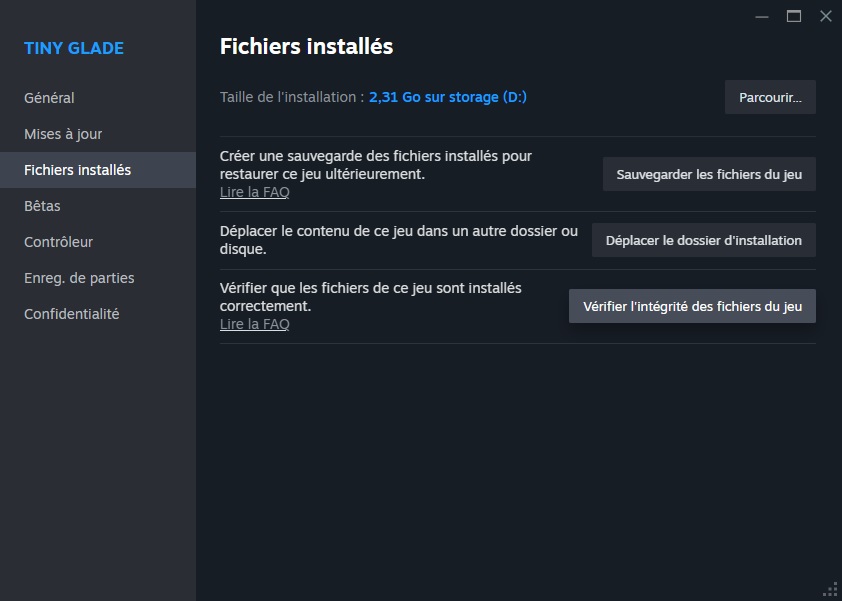 TINY GLADE
Général
Mises à jour
Fichiers installés
Bêtas
Contrôleur
Enreg. de parties
Confidentialité
Fichiers installés
Taille de l'installation : 2,31 Go sur storage (D:)
Parcourir...
Créer une sauvegarde des fichiers installés pour
restaurer ce jeu ultérieurement.
Lire la FAQ
Sauvegarder les fichiers du jeu
Déplacer le contenu de ce jeu dans un autre dossier ou
disque.
Déplacer le dossier d'installation
Vérifier que les fichiers de ce jeu sont installés
correctement.
Lire la FAQ
Vérifier l'intégrité des fichiers du jeu